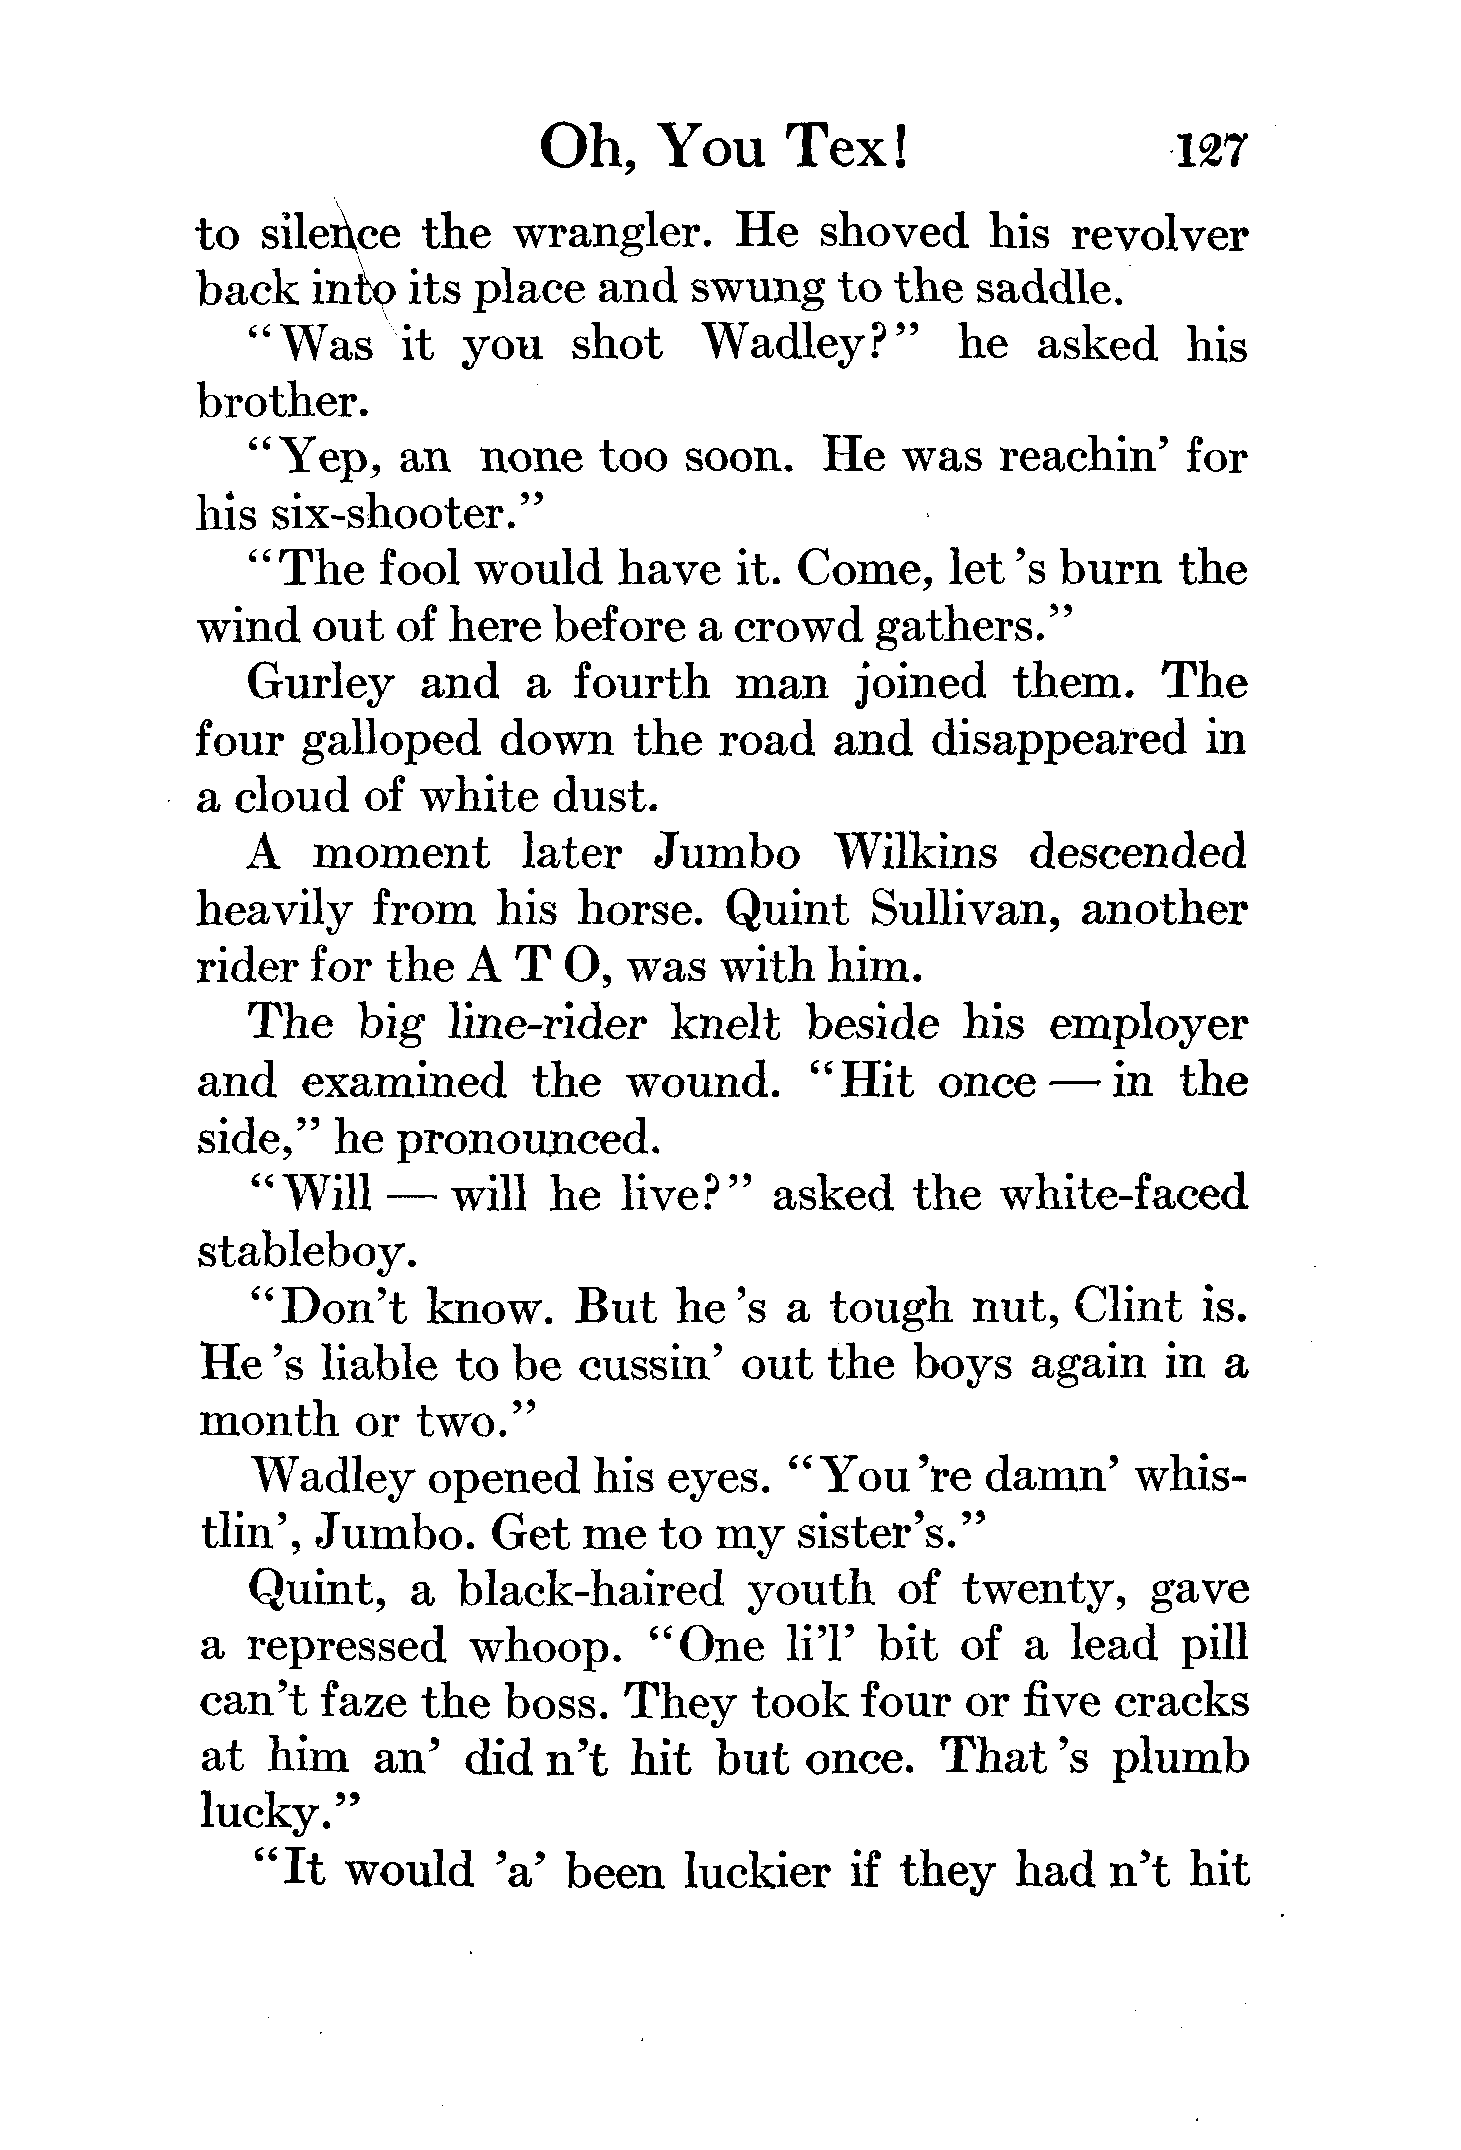 Oh, You Tex! 127
to silence the wrangler. He shoved his revolver
back into its place and swung to the saddle.
"Was it you shot Wadley?" he asked his
brother.
"Yep, an none too soon. He was reachin' for
his six-shooter."
"The fool would have it. Come, let 's burn the
wind out of here before a crowd gathers."
Gurley and a fourth man joined them. The
four galloped down the road and disappeared in
a cloud of white dust.
A moment later Jumbo Wilkins descended
heavily from his horse. Quint Sullivan, another
rider for the A T O, was with him.
The big line-rider knelt beside his employer
and examined the wound. "Hit once — in the
side," he pronounced.
"Will — will he live?" asked the white-faced
stableboy.
"Don't know. But he 's a tough nut, Clint is.
He 's liable to be cussin' out the boys again in a
month or two."
Wadley opened his eyes. "You 're damn' whis-
tlin', Jumbo. Get me to my sister's."
Quint, a black-haired youth of twenty, gave
a repressed whoop. "One li'l' bit of a lead pill
can't faze the boss. They took four or five cracks
at him an' did n't hit but once. That 's plumb
lucky."
"It would 'a' been luckier if they had n't hit